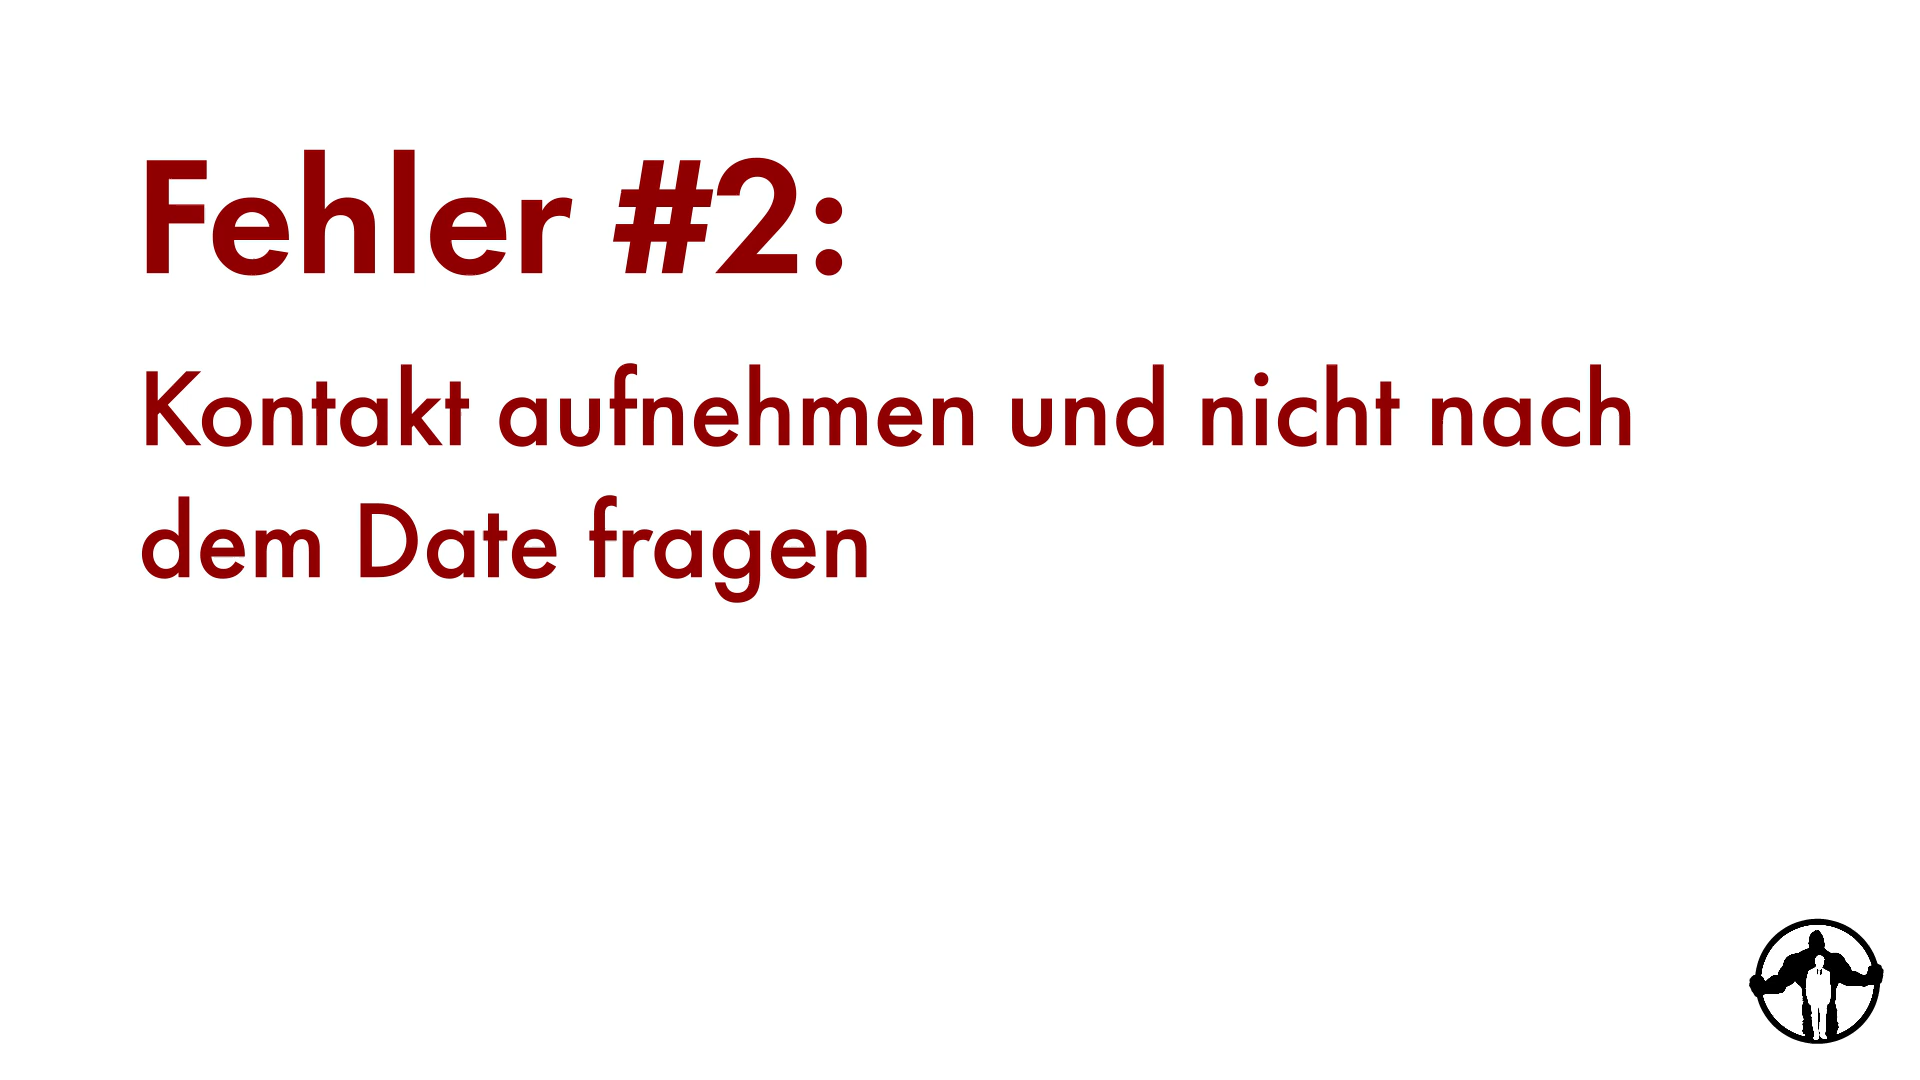 Fehler #2:
Kontakt aufnehmen und nicht nach
dem Date fragen